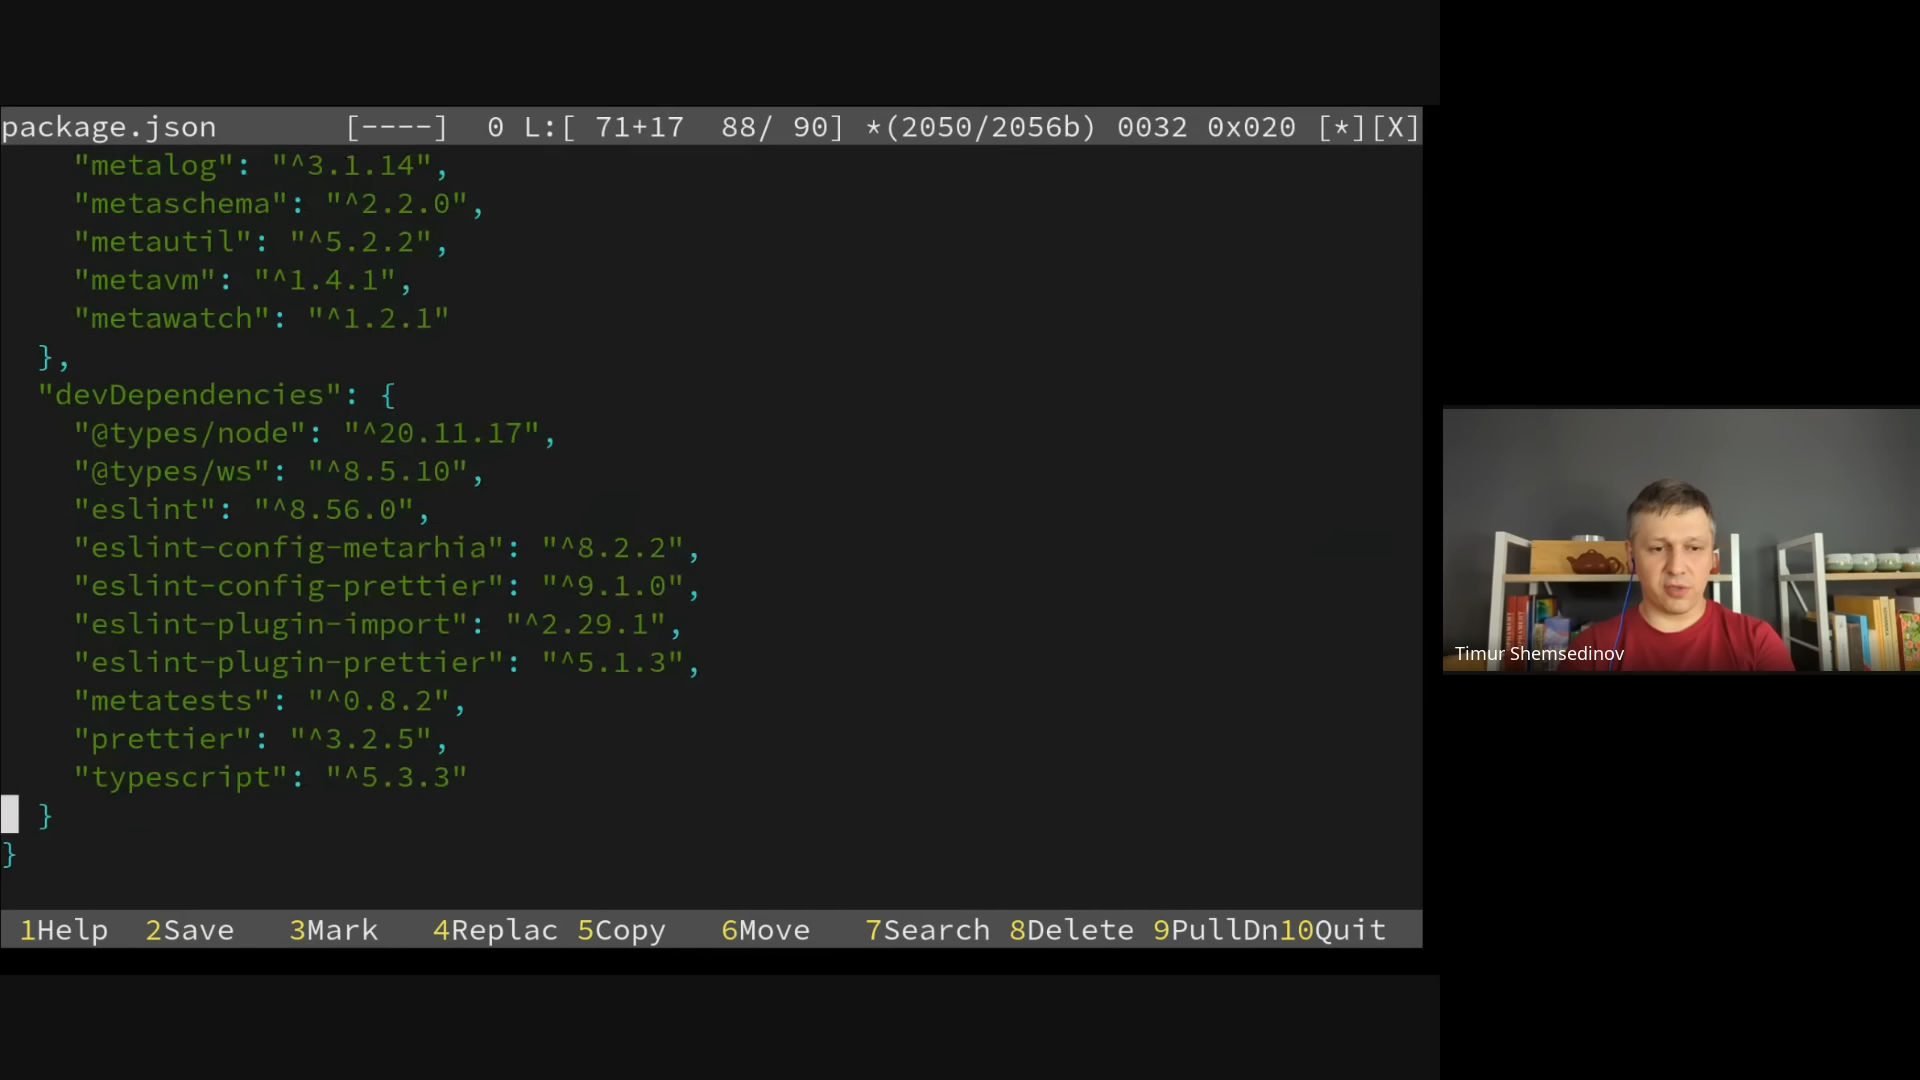 package.json       [----]  0 L:[ 71+17  88/ 90] *(2050/2056b) 0032 0x020 [*][X]
    "metalog": "^3.1.14",
    "metaschema": "^2.2.0",
    "metautil": "^5.2.2",
    "metavm": "^1.4.1",
    "metawatch": "^1.2.1"
  },
  "devDependencies": {
    "@types/node": "^20.11.17",
    "@types/ws": "^8.5.10",
    "eslint": "^8.56.0",
    "eslint-config-metarhia": "^8.2.2",
    "eslint-config-prettier": "^9.1.0",
    "eslint-plugin-import": "^2.29.1",
    "eslint-plugin-prettier": "^5.1.3",
    "metatests": "^0.8.2",
    "prettier": "^3.2.5",
    "typescript": "^5.3.3"
  }
}
1Help  2Save   3Mark   4Replac 5Copy   6Move   7Search 8Delete 9PullDn10Quit
Timur Shemsedinov